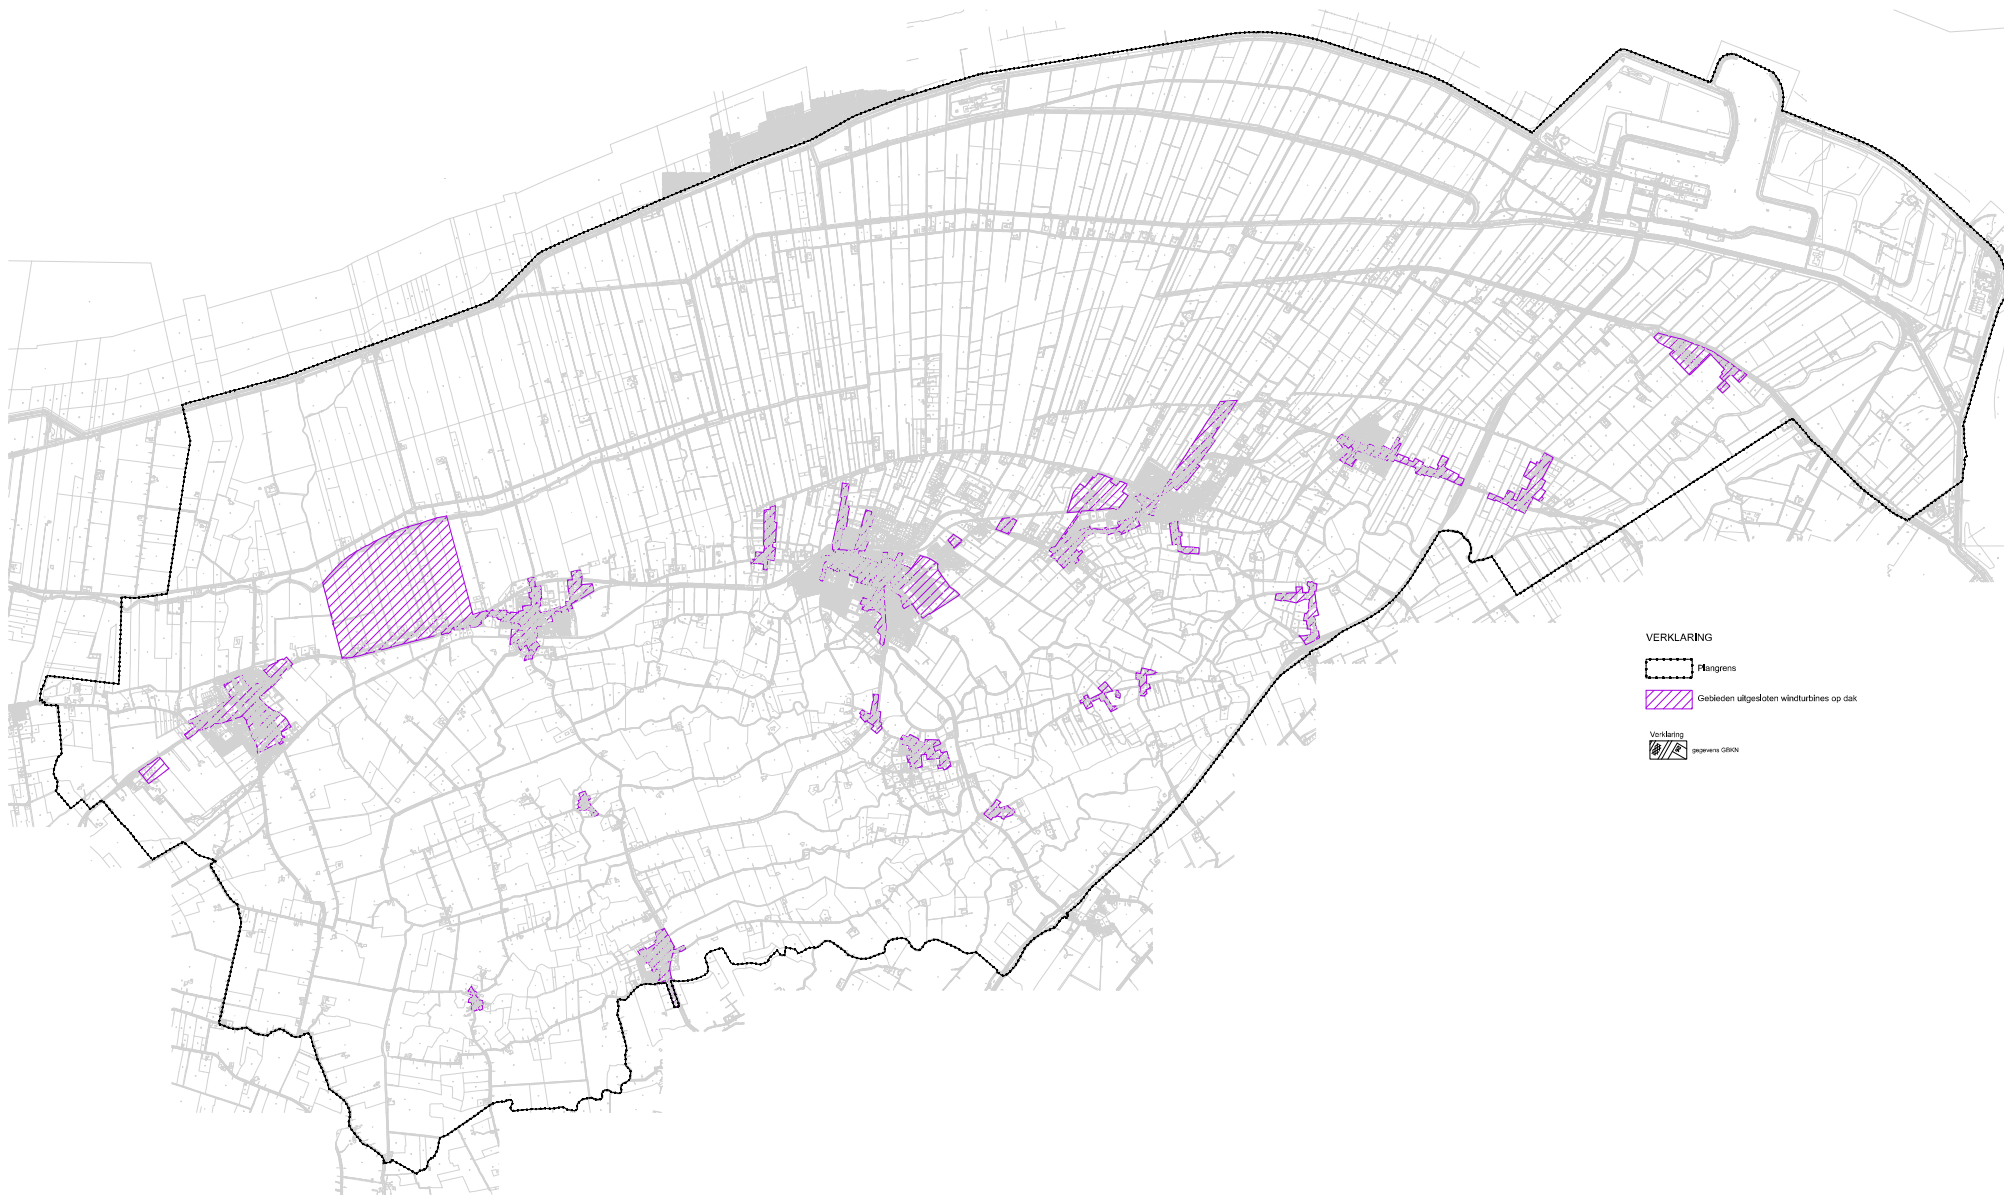 VERKLARING
Plangrens
Gebieden uitgesloten windturbines op dak
Verklaring
gegevens GBKN